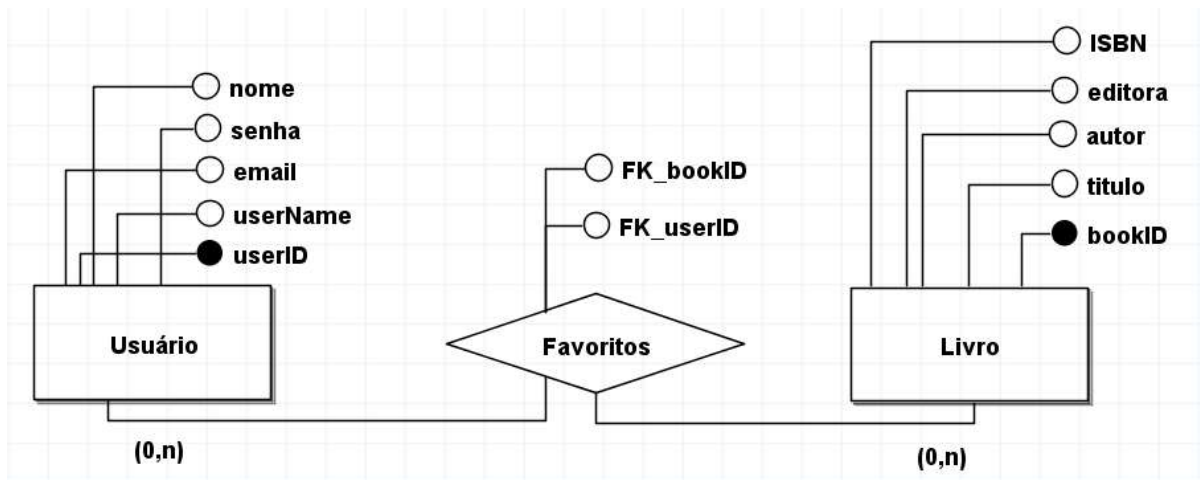 nome
senha
email
userName
userID
Usuário
(0,n)
FK_bookID
FK_userID
Favoritos
ISBN
editora
autor
titulo
bookID
Livro
(0,n)